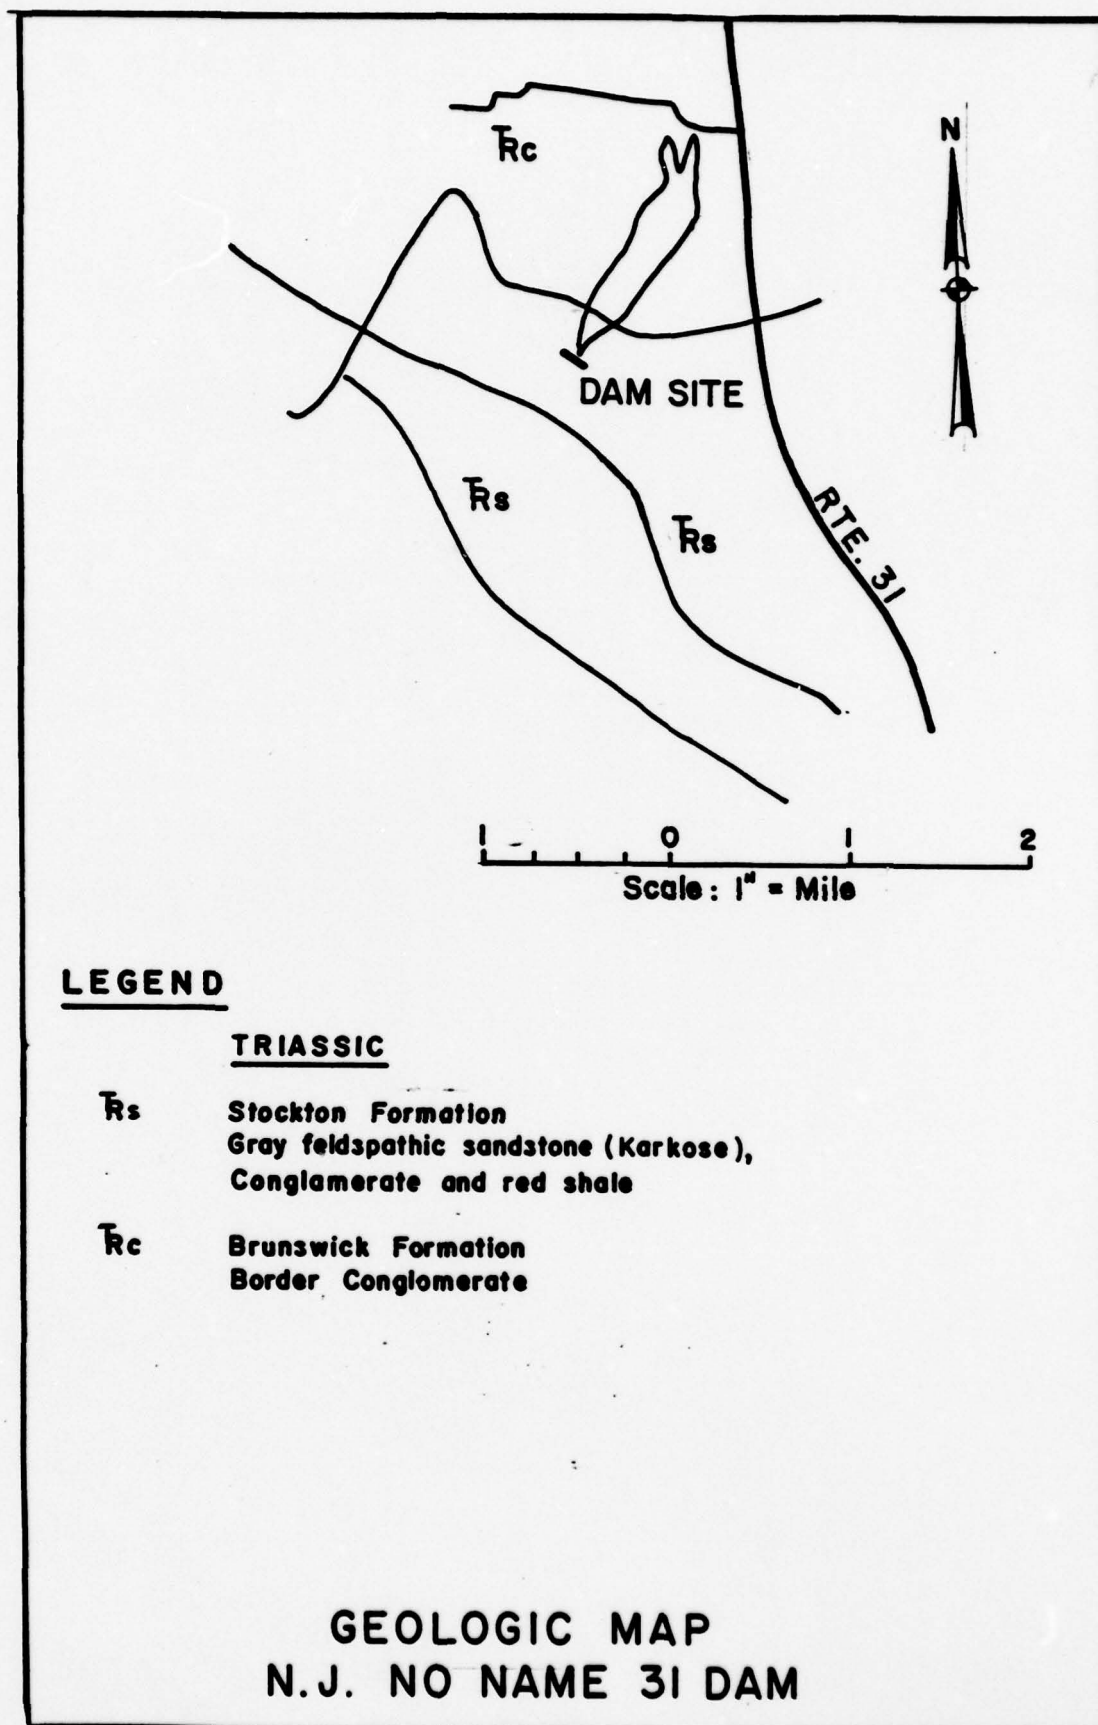 N
TRc
DAM SITE
TRs
TRs
RTE. 31
1 0 1 2
Scale: 1" = Mile
LEGEND
TRIASSIC
TRs Stockton Formation
Gray feldspathic sandstone (Karkose),
Conglamerate and red shale
TRc Brunswick Formation
Border Conglomerate
GEOLOGIC MAP
N.J. NO NAME 31 DAM